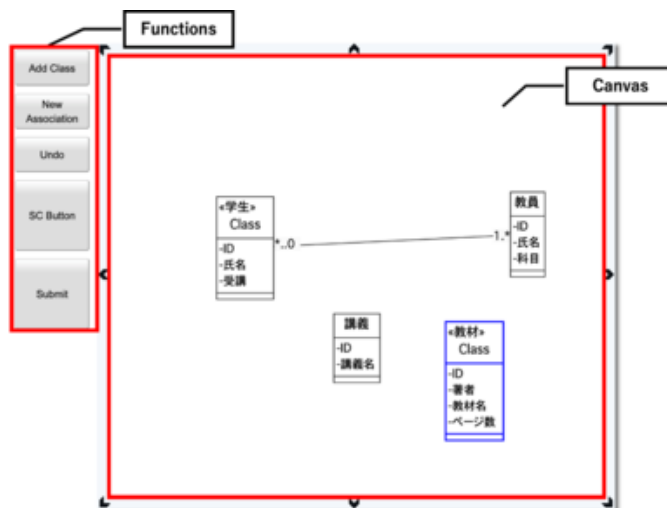 Functions
Canvas
Add Class
New
Association
Undo
SC Button
Submit
«学生»
Class
-ID
-氏名
-受講
*..0
1..*
教員
-ID
-氏名
-科目
講義
-ID
-講義名
«教材»
Class
-ID
-著者
-教材名
-ページ数